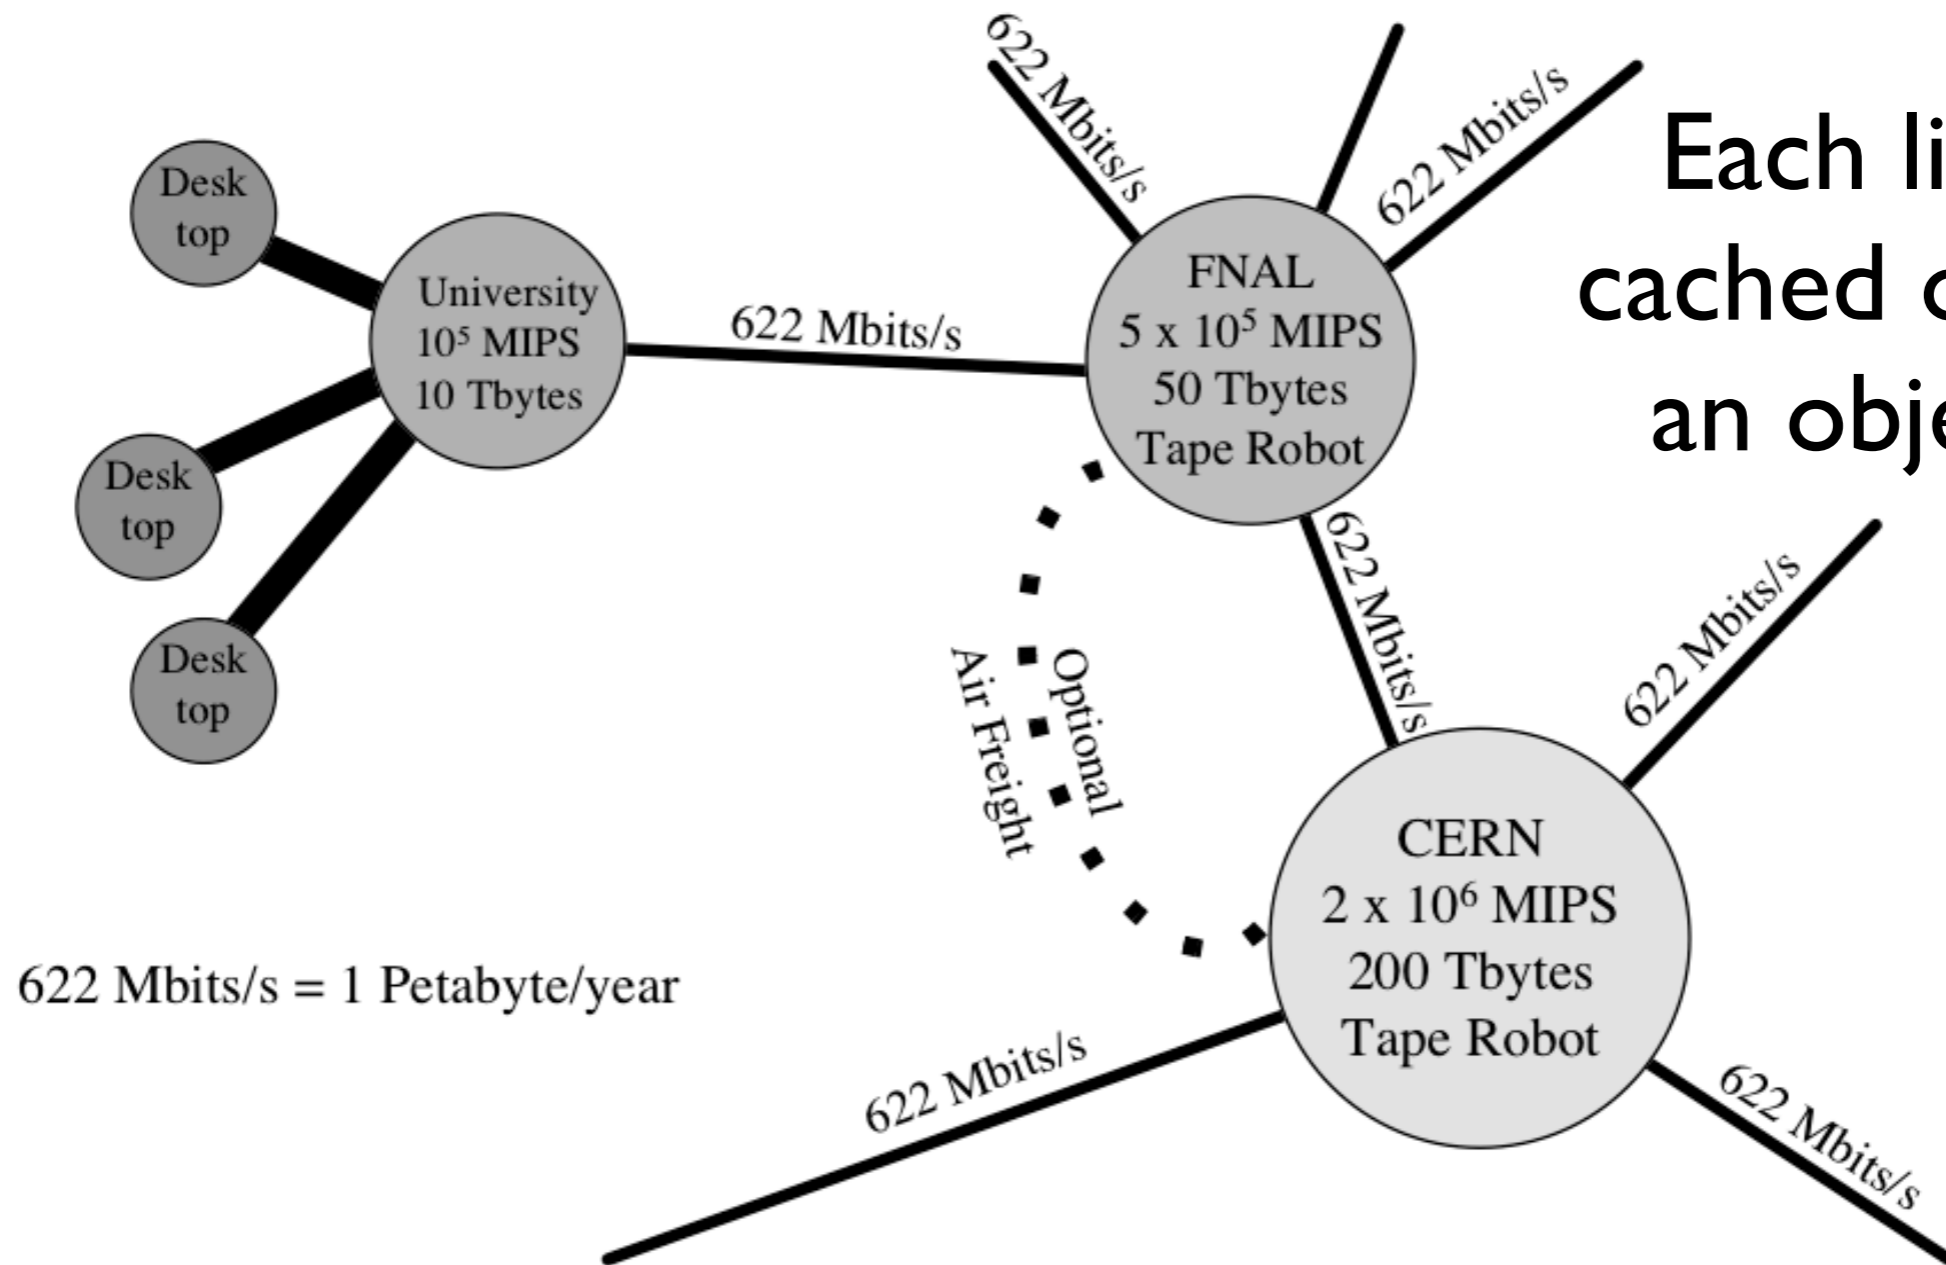 622 Mbits/s
622 Mbits/s
Each
cached
an
Desk
top
University
10⁵ MIPS
10 Tbytes
622 Mbits/s
FNAL
5 x 10⁵ MIPS
50 Tbytes
Tape Robot
Desk
top
Desk
top
622 Mbits/s
Optional
Air Freight
622 Mbits/s
CERN
2 x 10⁶ MIPS
200 Tbytes
Tape Robot
622 Mbits/s = 1 Petabyte/year
622 Mbits/s
622 Mbits/s